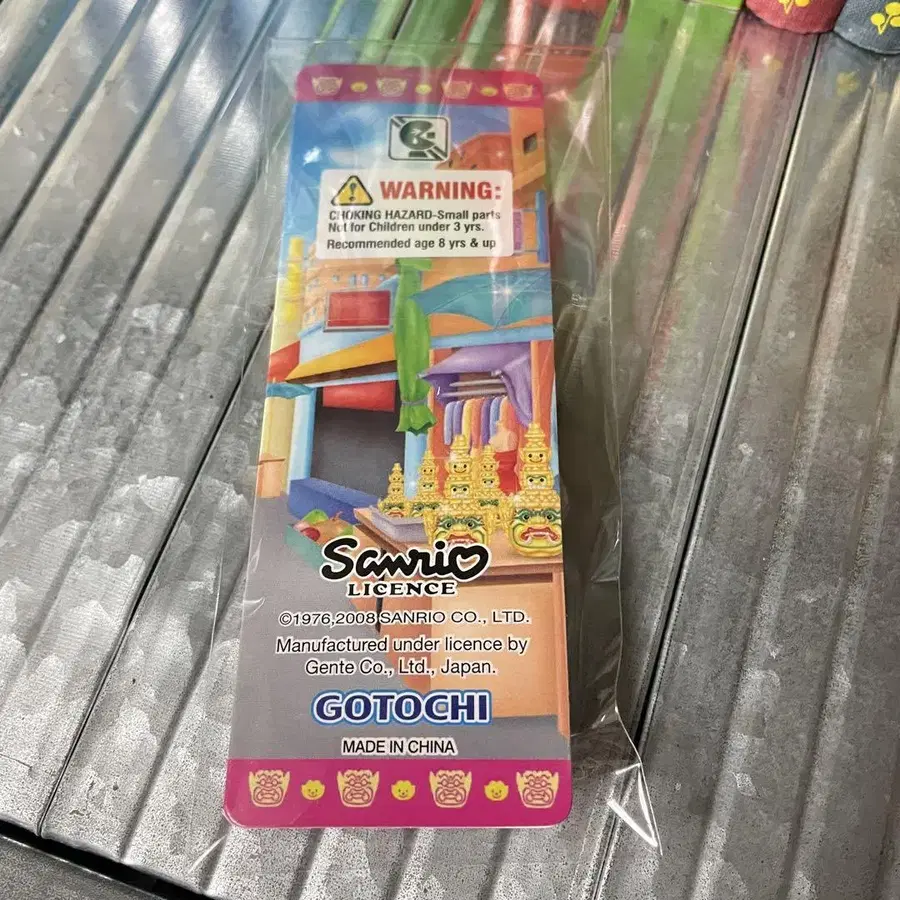 WARNING:
CHOKING HAZARD-Small parts
Not for Children under 3 yrs.
Recommended age 8 yrs & up
Sanrio
LICENCE
©1976,2008 SANRIO CO., LTD.
Manufactured under licence by
Gente Co., Ltd., Japan.
GOTOCHI
MADE IN CHINA